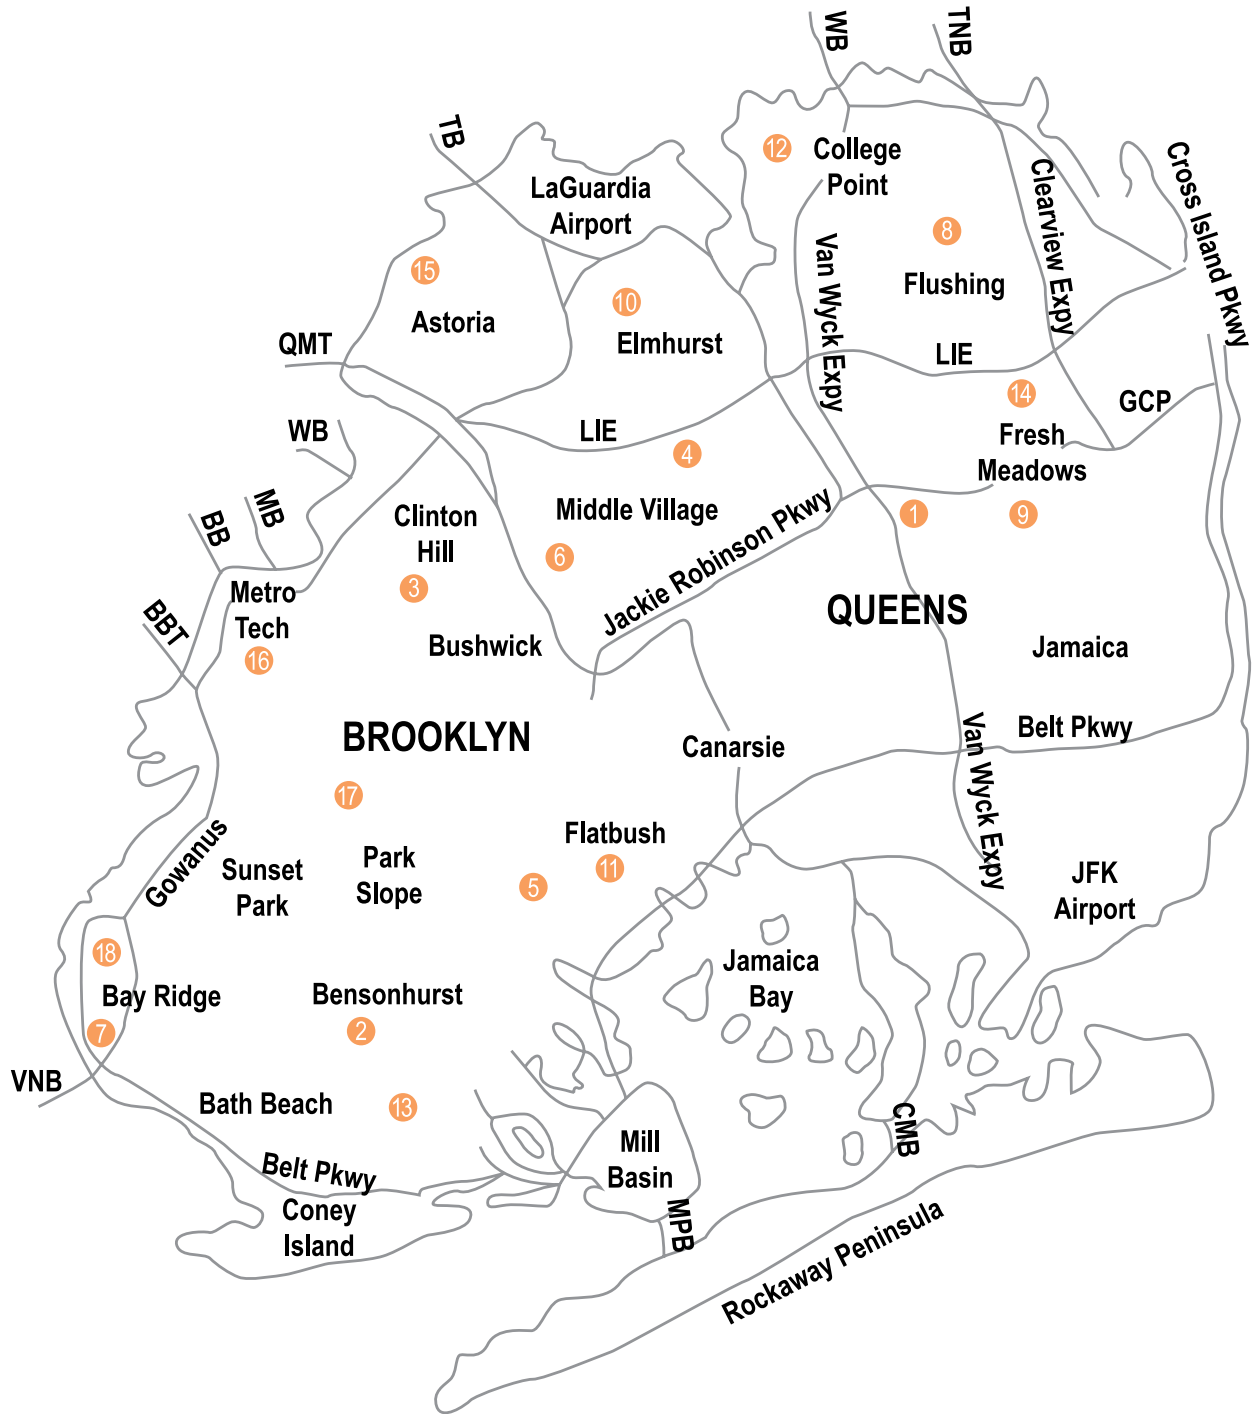 WB
TNB
TB
12
College
Point
Cross Island Pkwy
LaGuardia
Airport
Clearview Expy
8
Van Wyck Expy
15
Flushing
10
Astoria
Elmhurst
QMT
LIE
14
GCP
WB
LIE
Fresh
Meadows
4
MB
BB
Clinton
Hill
Middle Village
1
9
6
Jackie Robinson Pkwy
3
Metro
Tech
BBT
QUEENS
16
Bushwick
Jamaica
BROOKLYN
Canarsie
Belt Pkwy
Van Wyck Expy
17
Flatbush
Gowanus
Sunset
Park
Park
Slope
5
11
JFK
Airport
18
Jamaica
Bay
Bay Ridge
Bensonhurst
7
2
VNB
Bath Beach
13
CMB
Mill
Basin
Belt Pkwy
Coney
Island
MPB
Rockaway Peninsula